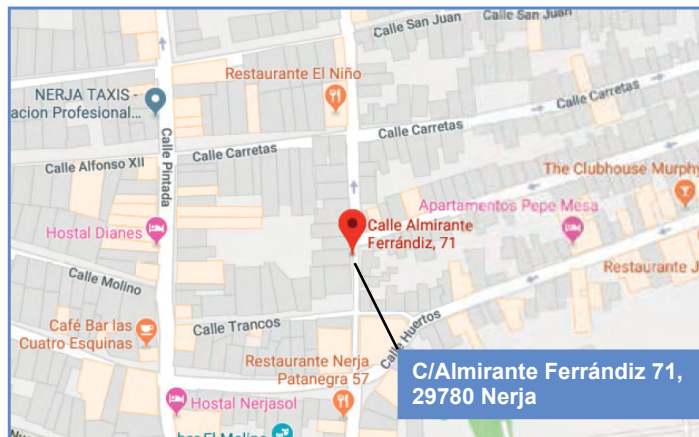 Calle San Juan
Calle San Juan
Restaurante El Niño
NERJA TAXIS -
acion Profesional...
Calle Carretas
Calle Carretas
Calle Carretas
Calle Alfonso XII
Calle Pintada
The Clubhouse Murphy
Apartamentos Pepe Mesa
Calle Almirante
Ferrándiz, 71
Hostal Dianes
Restaurante J
Calle Molino
Calle Trancos
Calle Huertos
Café Bar las
Cuatro Esquinas
Restaurante Nerja
Patanegra 57
C/Almirante Ferrándiz 71,
29780 Nerja
Hostal Nerjasol
bar El Molino